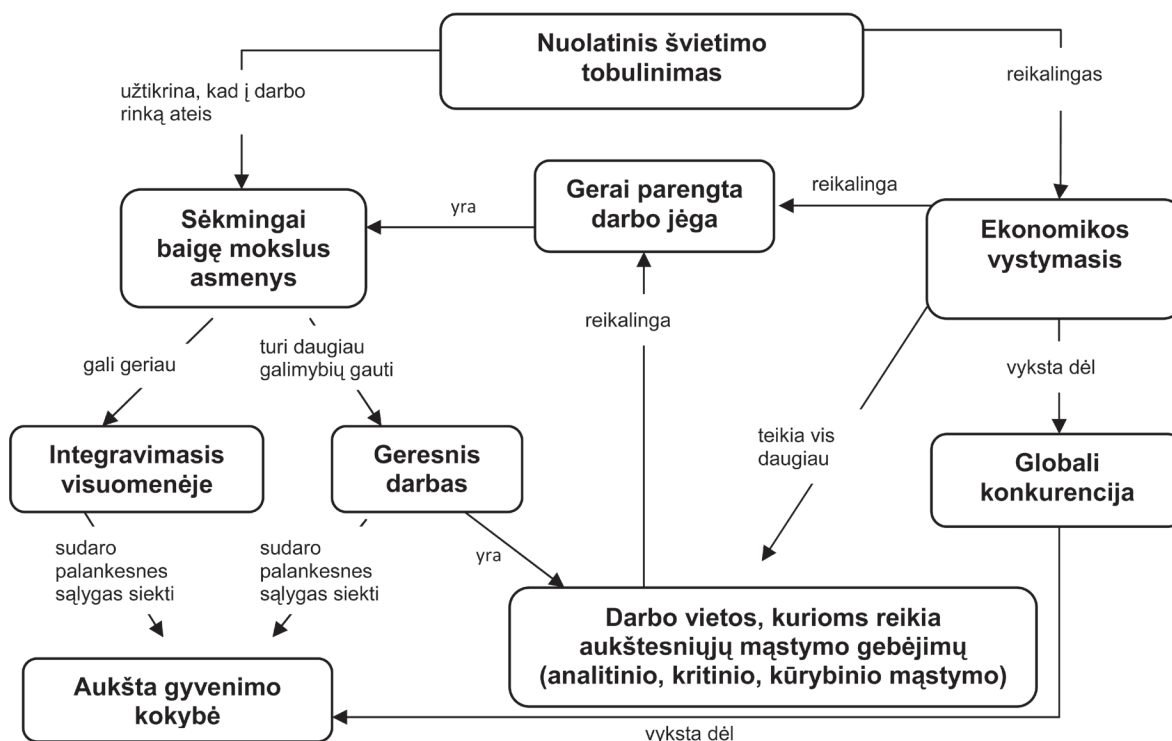 Nuolatinis švietimo
tobulinimas
užtikrina, kad į darbo
rinką ateis
reikalingas
Gerai parengta
darbo jėga
reikalinga
yra
Sėkmingai
baigę mokslus
asmenys
Ekonomikos
vystymasis
reikalinga
gali geriau
turi daugiau
galimybių gauti
vyksta dėl
Integravimasis
visuomenėje
Geresnis
darbas
teikia vis
daugiau
Globali
konkurencija
sudaro
palankesnes
sąlygas siekti
sudaro
palankesnes
sąlygas siekti
yra
Darbo vietos, kurioms reikia
aukštesniųjų mąstymo gebėjimų
(analitinio, kritinio, kūrybinio mąstymo)
Aukšta gyvenimo
kokybė
vyksta dėl